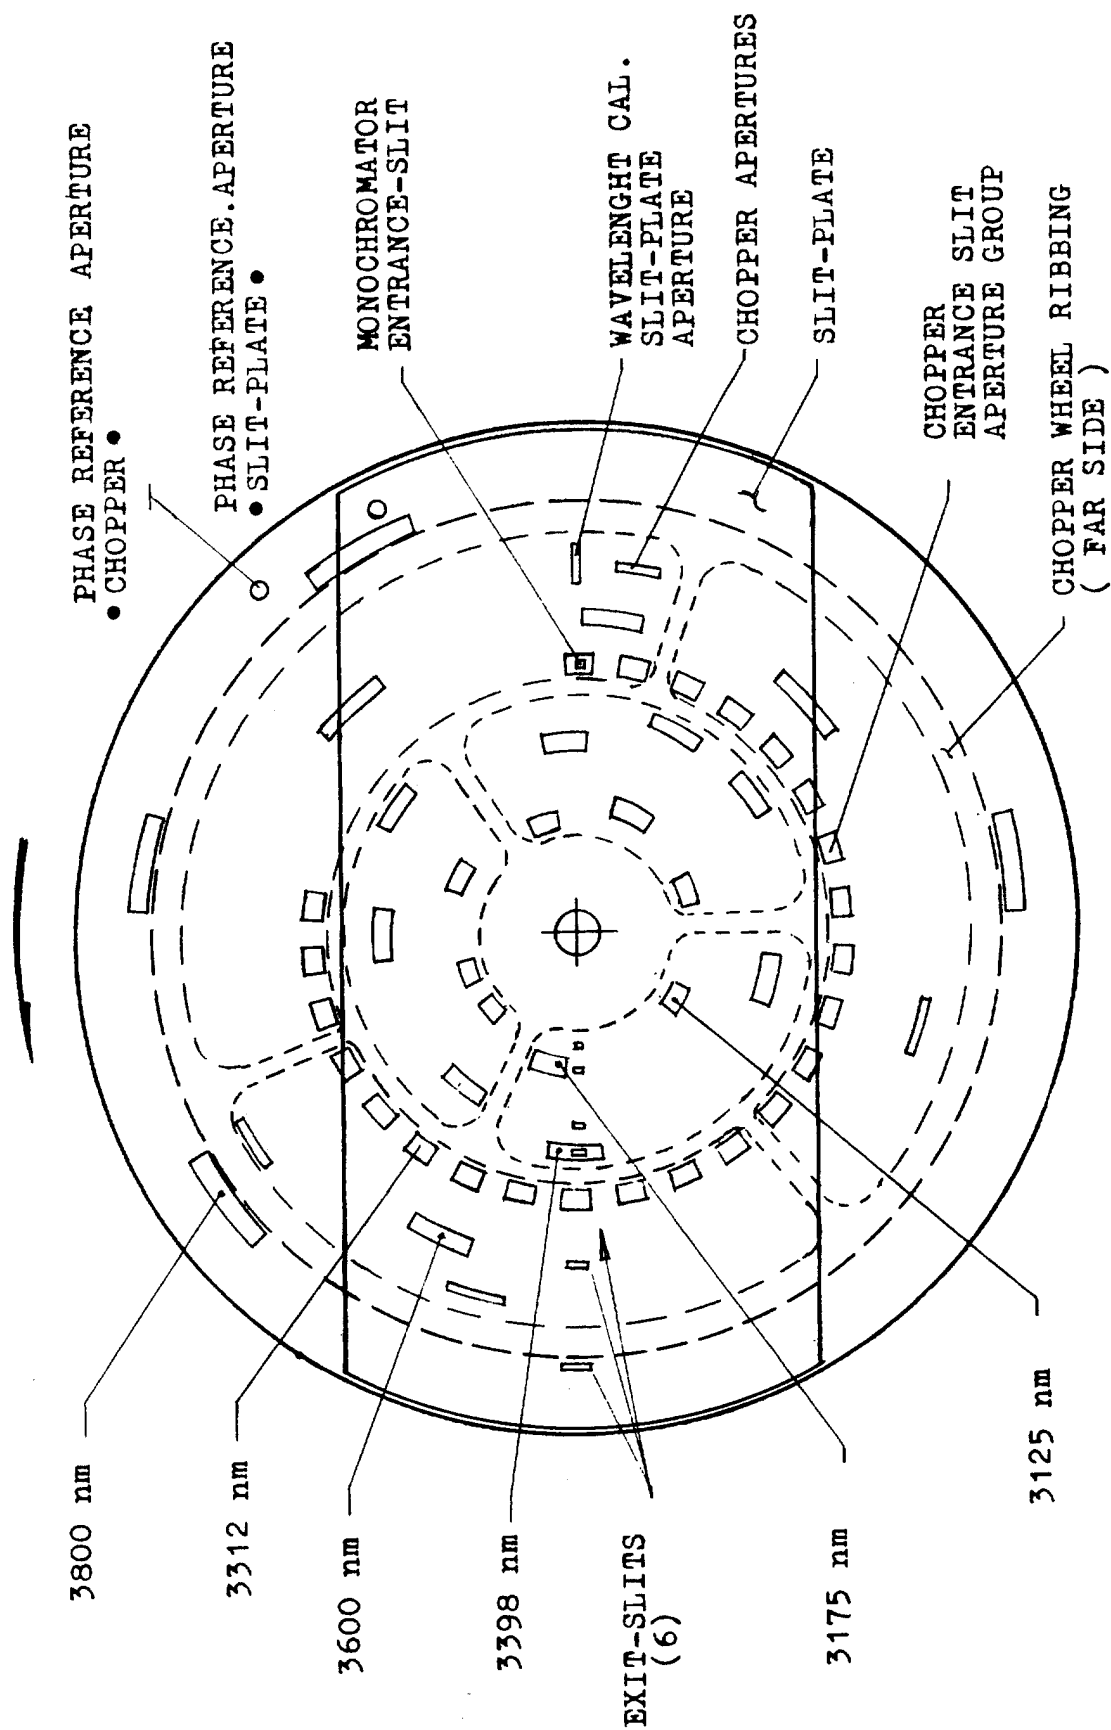 PHASE REFERENCE APERTURE
• CHOPPER •
PHASE REFERENCE.APERTURE
• SLIT-PLATE •
MONOCHROMATOR
ENTRANCE-SLIT
WAVELENGHT CAL.
SLIT-PLATE
APERTURE
CHOPPER APERTURES
SLIT-PLATE
CHOPPER
ENTRANCE SLIT
APERTURE GROUP
CHOPPER WHEEL RIBBING
( FAR SIDE )
3800 nm
3312 nm
3600 nm
3398 nm
EXIT-SLITS
(6)
3175 nm
3125 nm